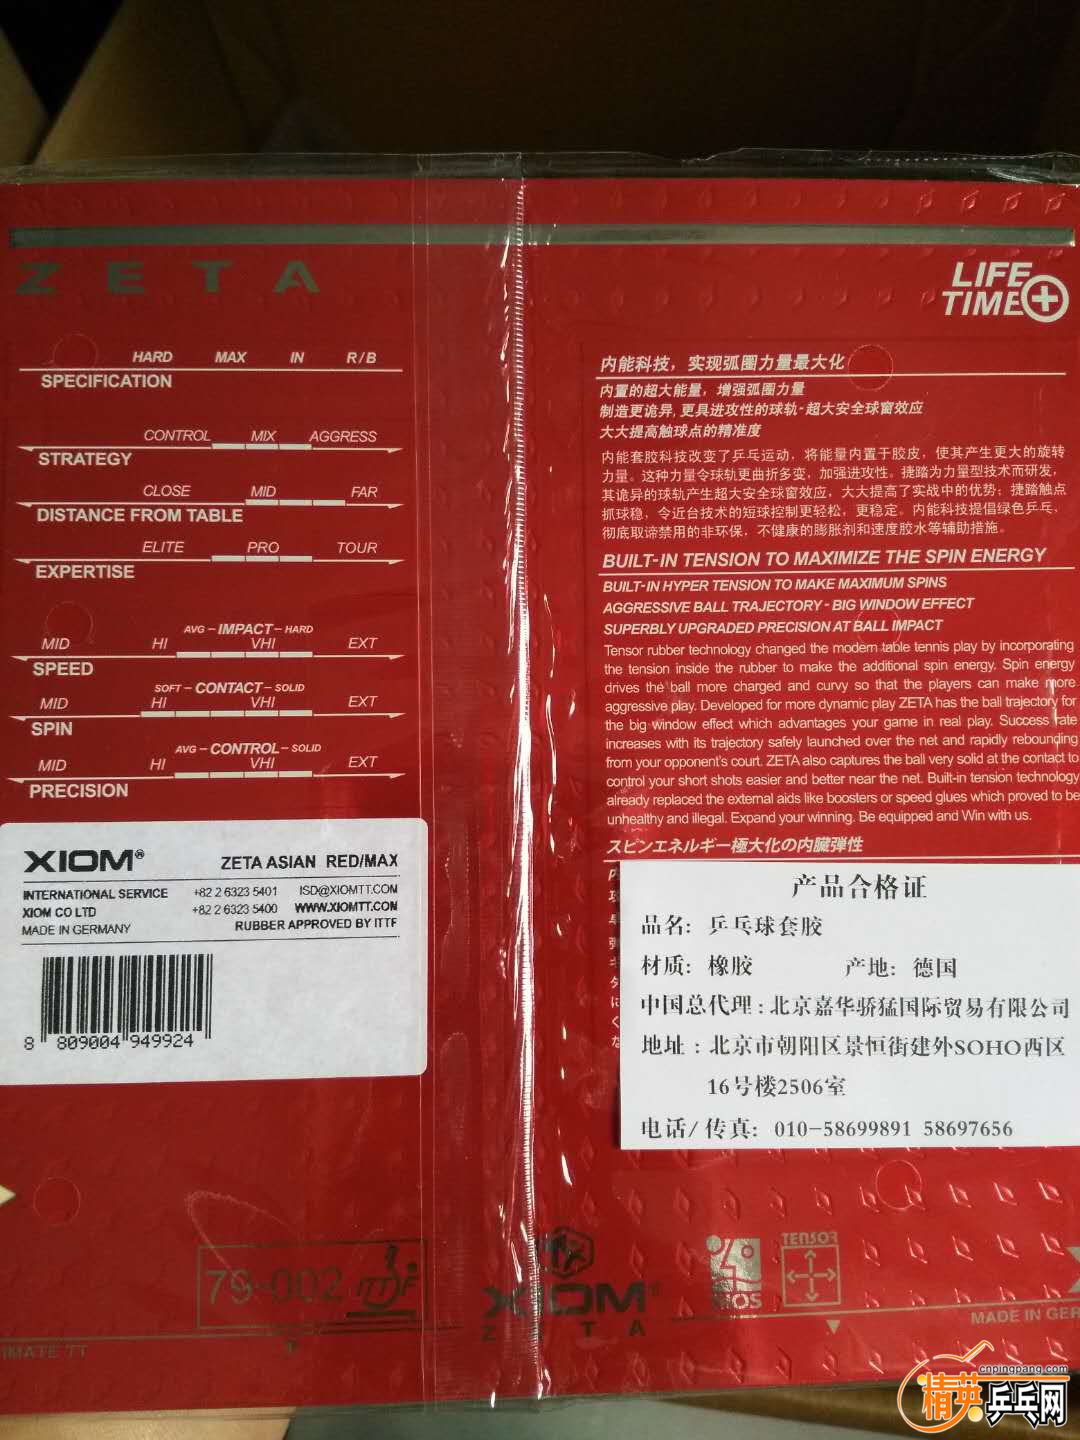 ZETA
LIFE
TIME+
HARD MAX IN R/B
SPECIFICATION
CONTROL MIX AGGRESS
STRATEGY
CLOSE MID FAR
DISTANCE FROM TABLE
ELITE PRO TOUR
EXPERTISE
AVG – IMPACT – HARD
MID HI VHI EXT
SPEED
SOFT – CONTACT – SOLID
MID HI VHI EXT
SPIN
AVG – CONTROL – SOLID
MID HI VHI EXT
PRECISION
XIOM® ZETA ASIAN RED/MAX
INTERNATIONAL SERVICE +82 2 6323 5401 ISD@XIOMTT.COM
XIOM CO LTD +82 2 6323 5400 WWW.XIOMTT.COM
MADE IN GERMANY RUBBER APPROVED BY ITTF
8 809004 949924
内能科技，实现弧圈力量最大化
内置的超大能量，增强弧圈力量
制造更诡异,更具进攻性的球轨-超大安全球窗效应
大大提高触球点的精准度
内能套胶科技改变了乒乓运动，将能量内置于胶皮，使其产生更大的旋转
力量。这种力量令球轨更曲折多变，加强进攻性。捷踏为力量型技术而研发，
其诡异的球轨产生超大安全球窗效应，大大提高了实战中的优势；捷踏触点
抓球稳，令近台技术的短球控制更轻松，更稳定。内能科技提倡绿色乒乓，
彻底取谛禁用的非环保，不健康的膨胀剂和速度胶水等辅助措施。
BUILT-IN TENSION TO MAXIMIZE THE SPIN ENERGY
BUILT-IN HYPER TENSION TO MAKE MAXIMUM SPINS
AGGRESSIVE BALL TRAJECTORY - BIG WINDOW EFFECT
SUPERBLY UPGRADED PRECISION AT BALL IMPACT
Tensor rubber technology changed the modern table tennis play by incorporating
the tension inside the rubber to make the additional spin energy. Spin energy
drives the ball more charged and curvy so that the players can make more
aggressive play. Developed for more dynamic play ZETA has the ball trajectory for
the big window effect which advantages your game in real play. Success rate
increases with its trajectory safely launched over the net and rapidly rebounding
from your opponent's court. ZETA also captures the ball very solid at the contact to
control your short shots easier and better near the net. Built-in tension technology
already replaced the external aids like boosters or speed glues which proved to be
unhealthy and illegal. Expand your winning. Be equipped and Win with us.
スピンエネルギー極大化の内臓弾性
产品合格证
品名: 乒乓球套胶
材质: 橡胶 产地: 德国
中国总代理:北京嘉华骄猛国际贸易有限公司
地址：北京市朝阳区景恒街建外SOHO西区
16号楼2506室
电话/传真: 010-58699891 58697656
79-002 ITTF
XIOM
ZETA
TENSOR
MADE IN GER
IMATE TT
cnpingpang.com
精英乒乓网